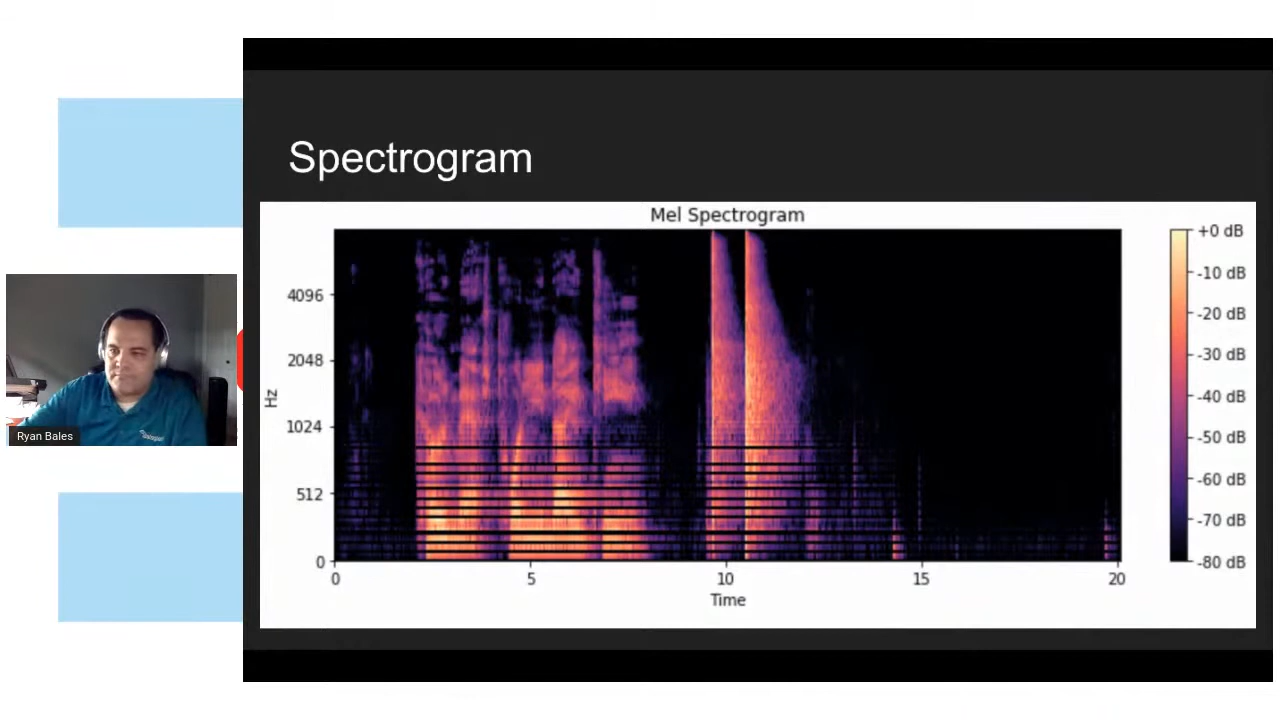 Spectrogram
Mel Spectrogram
+0 dB
-10 dB
-20 dB
-30 dB
-40 dB
-50 dB
-60 dB
-70 dB
-80 dB
4096
2048
1024
512
0
Hz
0 5 10 15 20
Time
Ryan Bales